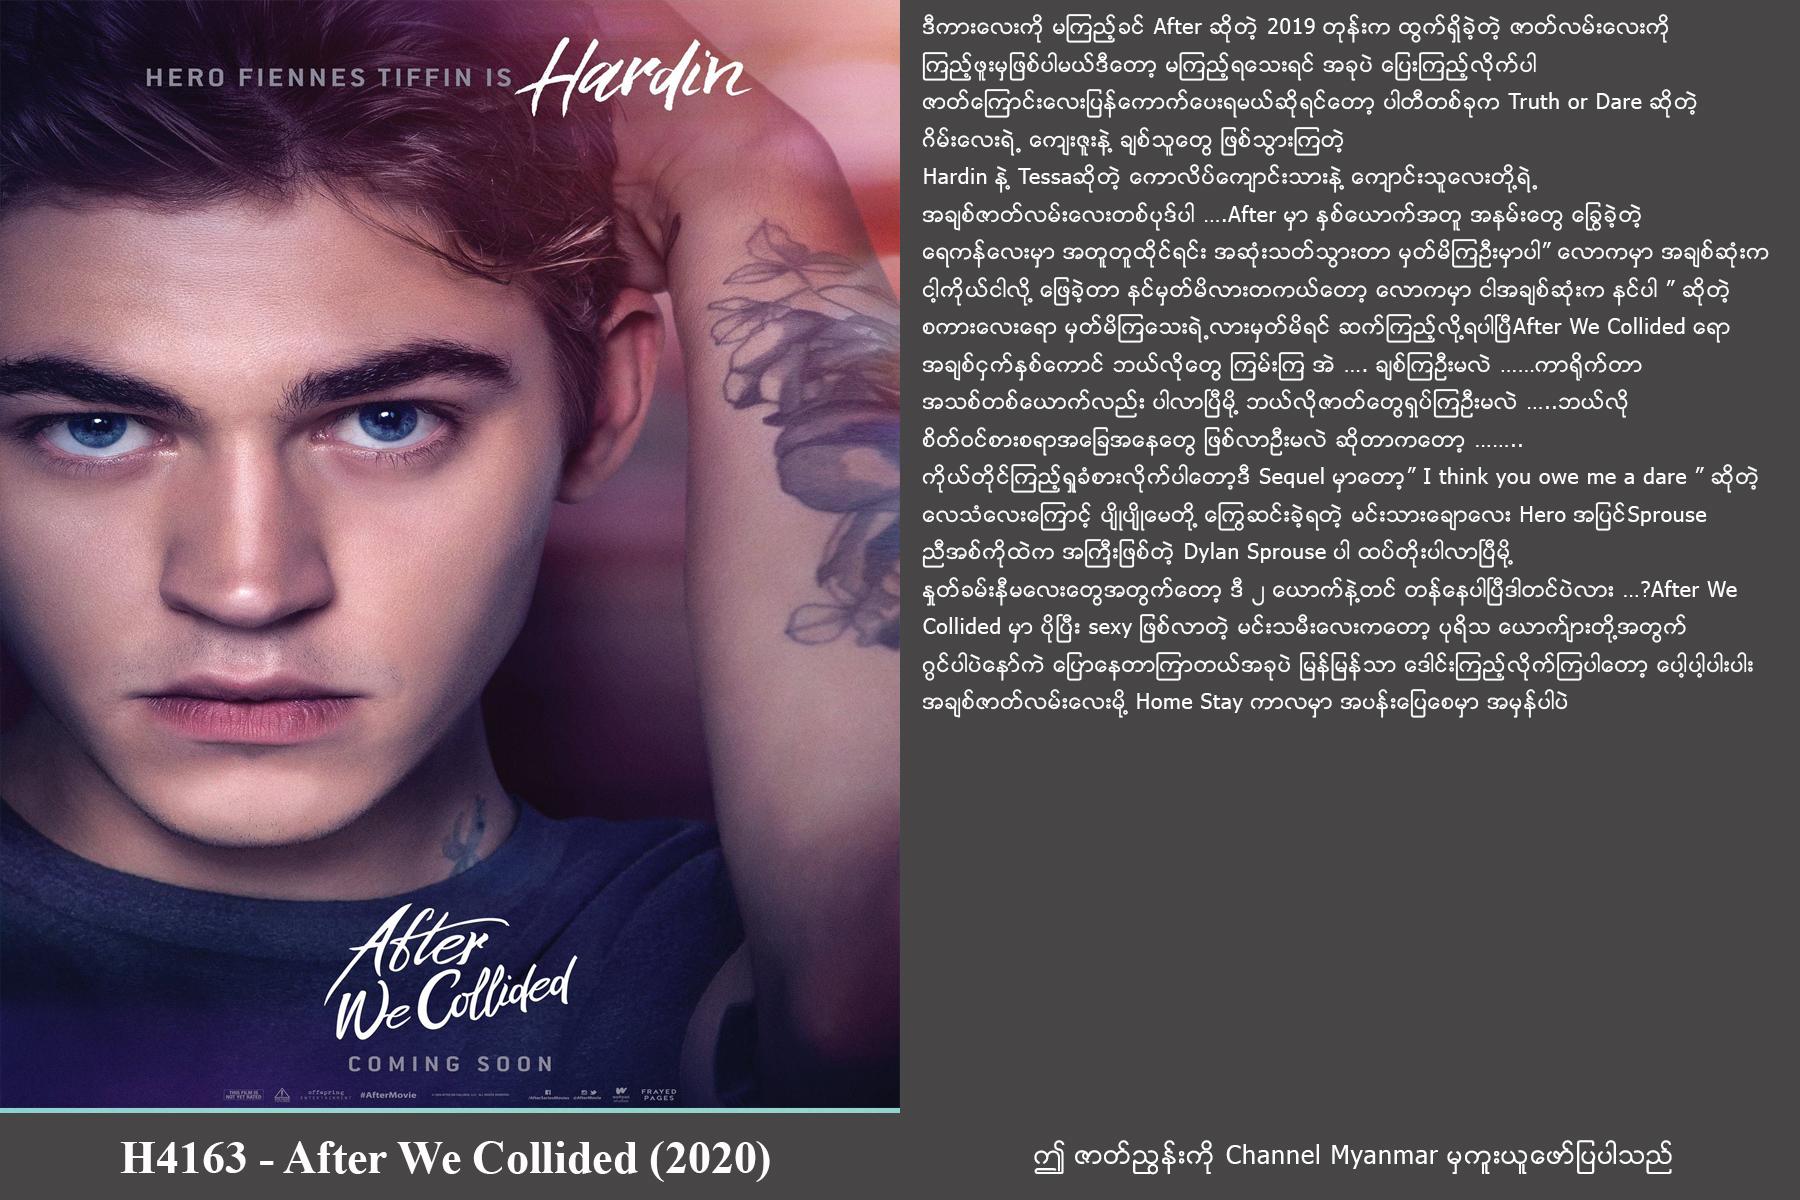 HERO FIENNES TIFFIN IS Hardin
After
We Collided
COMING SOON
THIS FILM IS
NOT YET RATED
offspring
ENTERTAINMENT
#AfterMovie
/AfterSeriesMovies
@AfterMovie
wattpad
FRAYED
PAGES
H4163 - After We Collided (2020)
ဒီကားလေးကို မကြည့်ခင် After ဆိုတဲ့ 2019 တုန်းက ထွက်ရှိခဲ့တဲ့ ဇာတ်လမ်းလေးကို
ကြည့်ဖူးမှဖြစ်ပါမယ်ဒီတော့ မကြည့်ရသေးရင် အခုပဲ ပြေးကြည့်လိုက်ပါ
ဇာတ်ကြောင်းလေးပြန်ကောက်ပေးရမယ်ဆိုရင်တော့ ပါတီတစ်ခုက Truth or Dare ဆိုတဲ့
ဂိမ်းလေးရဲ့ ကျေးဇူးနဲ့ ချစ်သူတွေ ဖြစ်သွားကြတဲ့
Hardin နဲ့ Tessaဆိုတဲ့ ကောလိပ်ကျောင်းသားနဲ့ ကျောင်းသူလေးတို့ရဲ့
အချစ်ဇာတ်လမ်းလေးတစ်ပုဒ်ပါ ….After မှာ နှစ်ယောက်အတူ အနမ်းတွေ ခြွေခဲ့တဲ့
ရေကန်လေးမှာ အတူတူထိုင်ရင်း အဆုံးသတ်သွားတာ မှတ်မိကြဦးမှာပါ” လောကမှာ အချစ်ဆုံးက
ငါ့ကိုယ်ငါလို့ ဖြေခဲ့တာ နင်မှတ်မိလားတကယ်တော့ လောကမှာ ငါအချစ်ဆုံးက နင်ပါ ” ဆိုတဲ့
စကားလေးရော မှတ်မိကြသေးရဲ့လားမှတ်မိရင် ဆက်ကြည့်လို့ရပါပြီAfter We Collided ရော
အချစ်ငှက်နှစ်ကောင် ဘယ်လိုတွေ ကြမ်းကြ အဲ …. ချစ်ကြဦးမလဲ ……ကာရိုက်တာ
အသစ်တစ်ယောက်လည်း ပါလာပြီမို့ ဘယ်လိုဇာတ်တွေရှုပ်ကြဦးမလဲ …..ဘယ်လို
စိတ်ဝင်စားစရာအခြေအနေတွေ ဖြစ်လာဦးမလဲ ဆိုတာကတော့ ……..
ကိုယ်တိုင်ကြည့်ရှုခံစားလိုက်ပါတော့ဒီ Sequel မှာတော့” I think you owe me a dare ” ဆိုတဲ့
လေသံလေးကြောင့် ပျိုပျိုမေတို့ ကြွေဆင်းခဲ့ရတဲ့ မင်းသားချောလေး Hero အပြင်Sprouse
ညီအစ်ကိုထဲက အကြီးဖြစ်တဲ့ Dylan Sprouse ပါ ထပ်တိုးပါလာပြီမို့
နှုတ်ခမ်းနီမလေးတွေအတွက်တော့ ဒီ ၂ ယောက်နဲ့တင် တန်နေပါပြီဒါတင်ပဲလား …?After We
Collided မှာ ပိုပြီး sexy ဖြစ်လာတဲ့ မင်းသမီးလေးကတော့ ပုရိသ ယောက်ျားတို့အတွက်
ဂွင်ပါပဲနော်ကဲ ပြောနေတာကြာတယ်အခုပဲ မြန်မြန်သာ ဒေါင်းကြည့်လိုက်ကြပါတော့ ပေါ့ပေါ့ပါးပါး
အချစ်ဇာတ်လမ်းလေးမို့ Home Stay ကာလမှာ အပန်းပြေစေမှာ အမှန်ပါပဲ
ဤ ဇာတ်ညွှန်းကို Channel Myanmar မှကူးယူဖော်ပြပါသည်